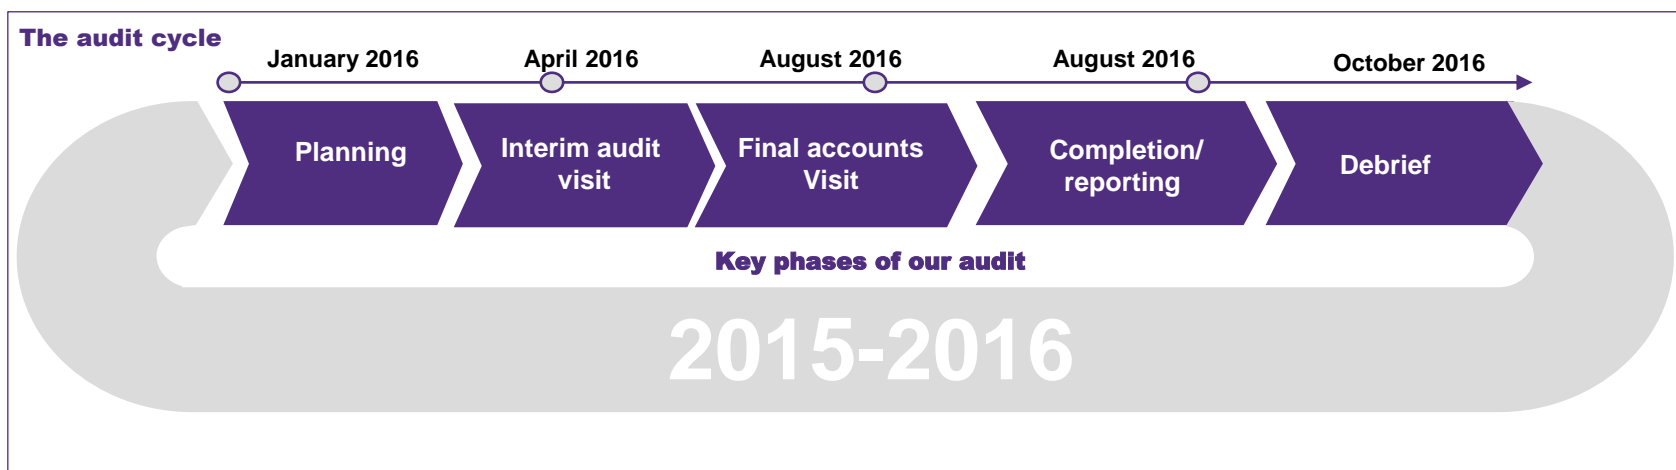 The audit cycle
January 2016
April 2016
August 2016
August 2016
October 2016
Planning
Interim audit
visit
Final accounts
Visit
Completion/
reporting
Debrief
Key phases of our audit
2015-2016